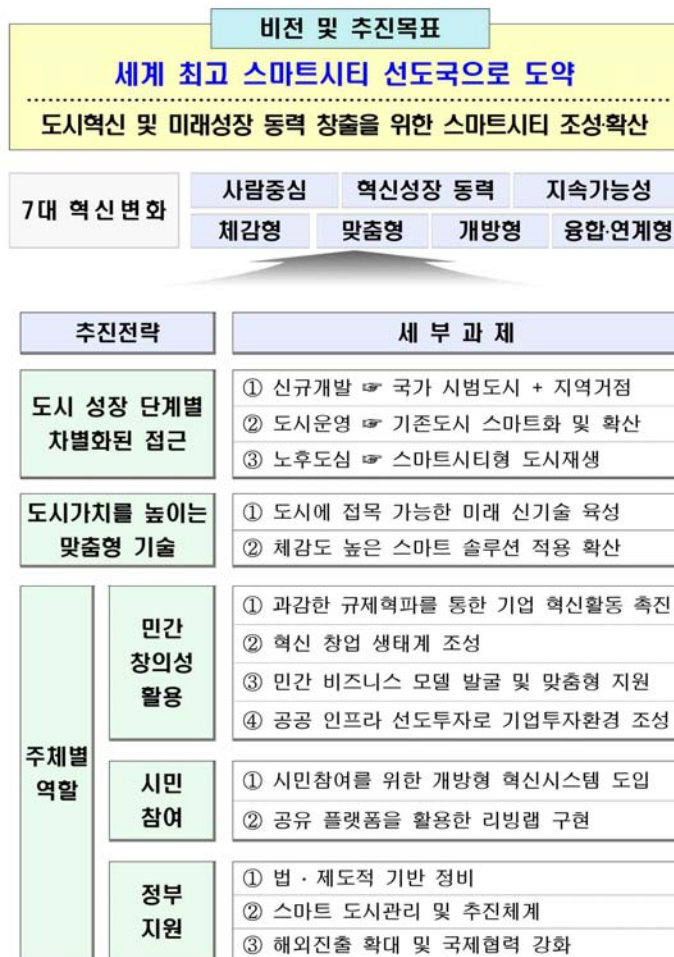 비전 및 추진목표
세계 최고 스마트시티 선도국으로 도약
도시혁신 및 미래성장 동력 창출을 위한 스마트시티 조성·확산
7대 혁신변화
사람중심 혁신성장 동력 지속가능성
체감형 맞춤형 개방형 융합·연계형
추진전략 세 부 과 제
도시 성장 단계별
차별화된 접근
① 신규개발 ☞ 국가 시범도시 + 지역거점
② 도시운영 ☞ 기존도시 스마트화 및 확산
③ 노후도심 ☞ 스마트시티형 도시재생
도시가치를 높이는
맞춤형 기술
① 도시에 접목 가능한 미래 신기술 육성
② 체감도 높은 스마트 솔루션 적용 확산
주체별
역할
민간
창의성
활용
① 과감한 규제혁파를 통한 기업 혁신활동 촉진
② 혁신 창업 생태계 조성
③ 민간 비즈니스 모델 발굴 및 맞춤형 지원
④ 공공 인프라 선도투자로 기업투자환경 조성
시민
참여
① 시민참여를 위한 개방형 혁신시스템 도입
② 공유 플랫폼을 활용한 리빙랩 구현
정부
지원
① 법·제도적 기반 정비
② 스마트 도시관리 및 추진체계
③ 해외진출 확대 및 국제협력 강화